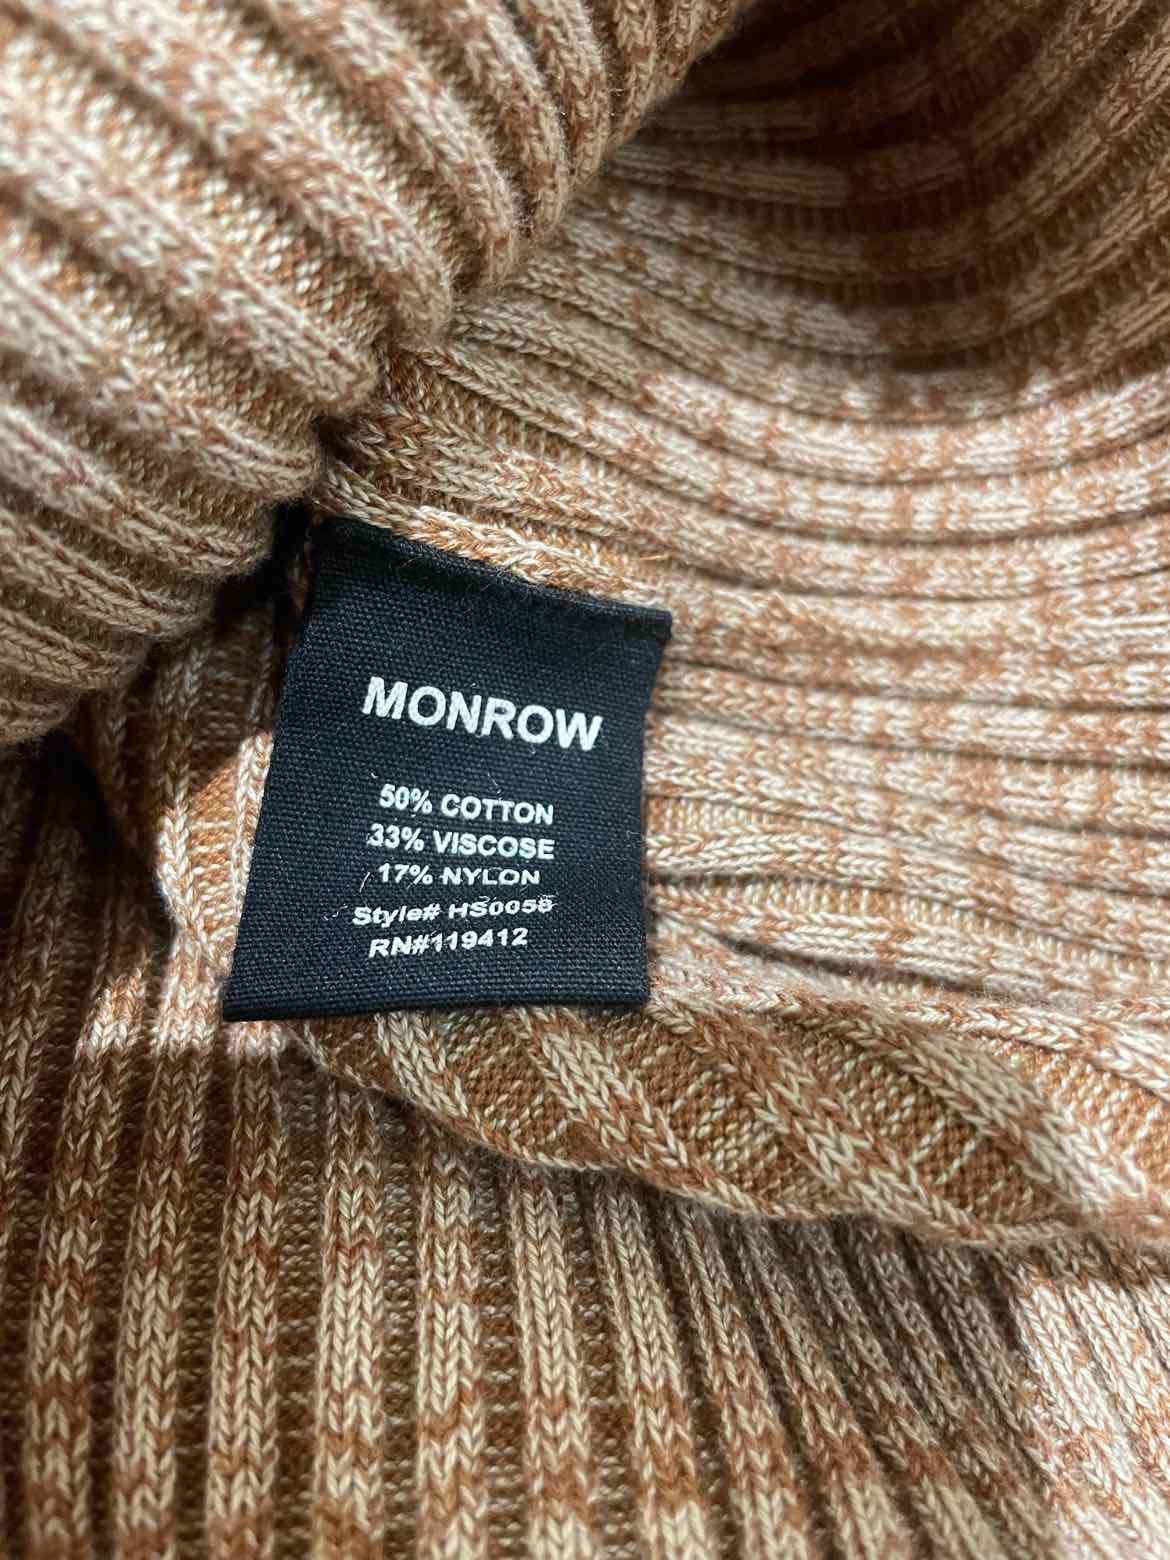 MONROW
50% COTTON
33% VISCOSE
17% NYLON
Style# HS0058
RN#119412